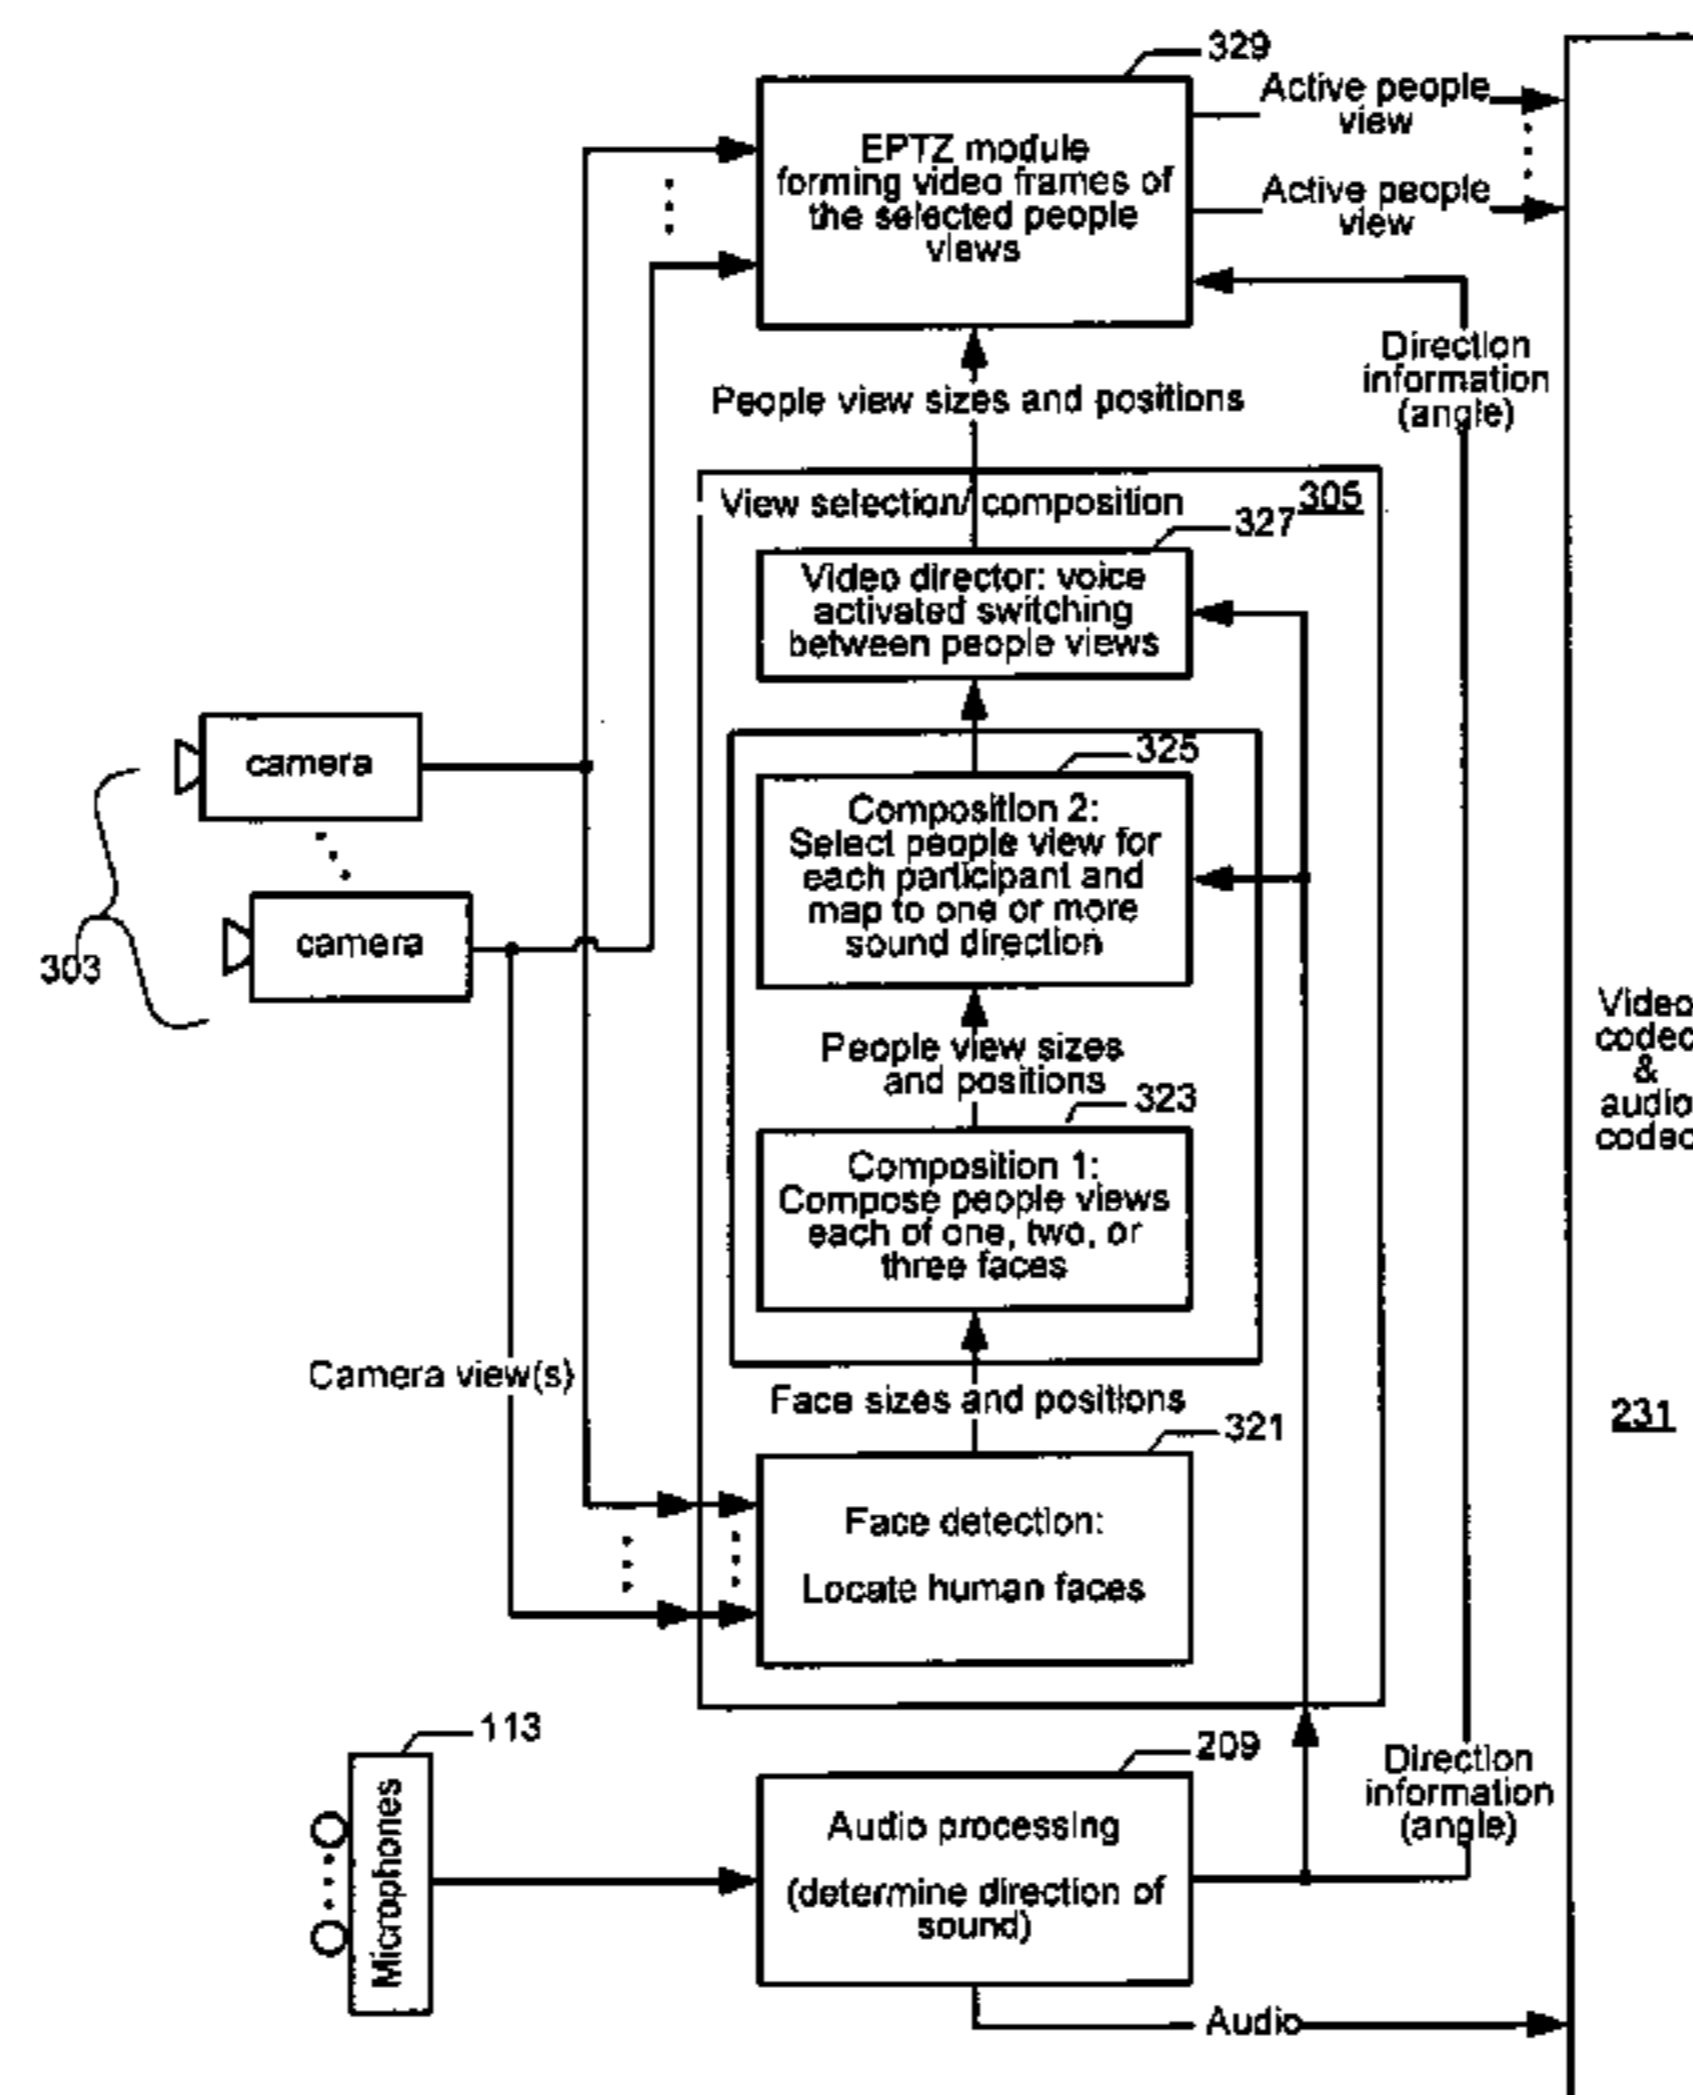 329
Active people
view
EPTZ module
forming video frames of
the selected people
views
Active people
view
Direction
information
(angle)
People view sizes and positions
View selection/ composition
305
327
Video director: voice
activated switching
between people views
325
camera
Composition 2:
Select people view for
each participant and
map to one or more
sound direction
camera
303
People view sizes
and positions
Video
codec
&
audio
codec
323
Composition 1:
Compose people views
each of one, two, or
three faces
Camera view(s)
Face sizes and positions
321
231
Face detection:
Locate human faces
113
209
Microphones
Direction
information
(angle)
Audio processing
(determine direction of
sound)
Audio